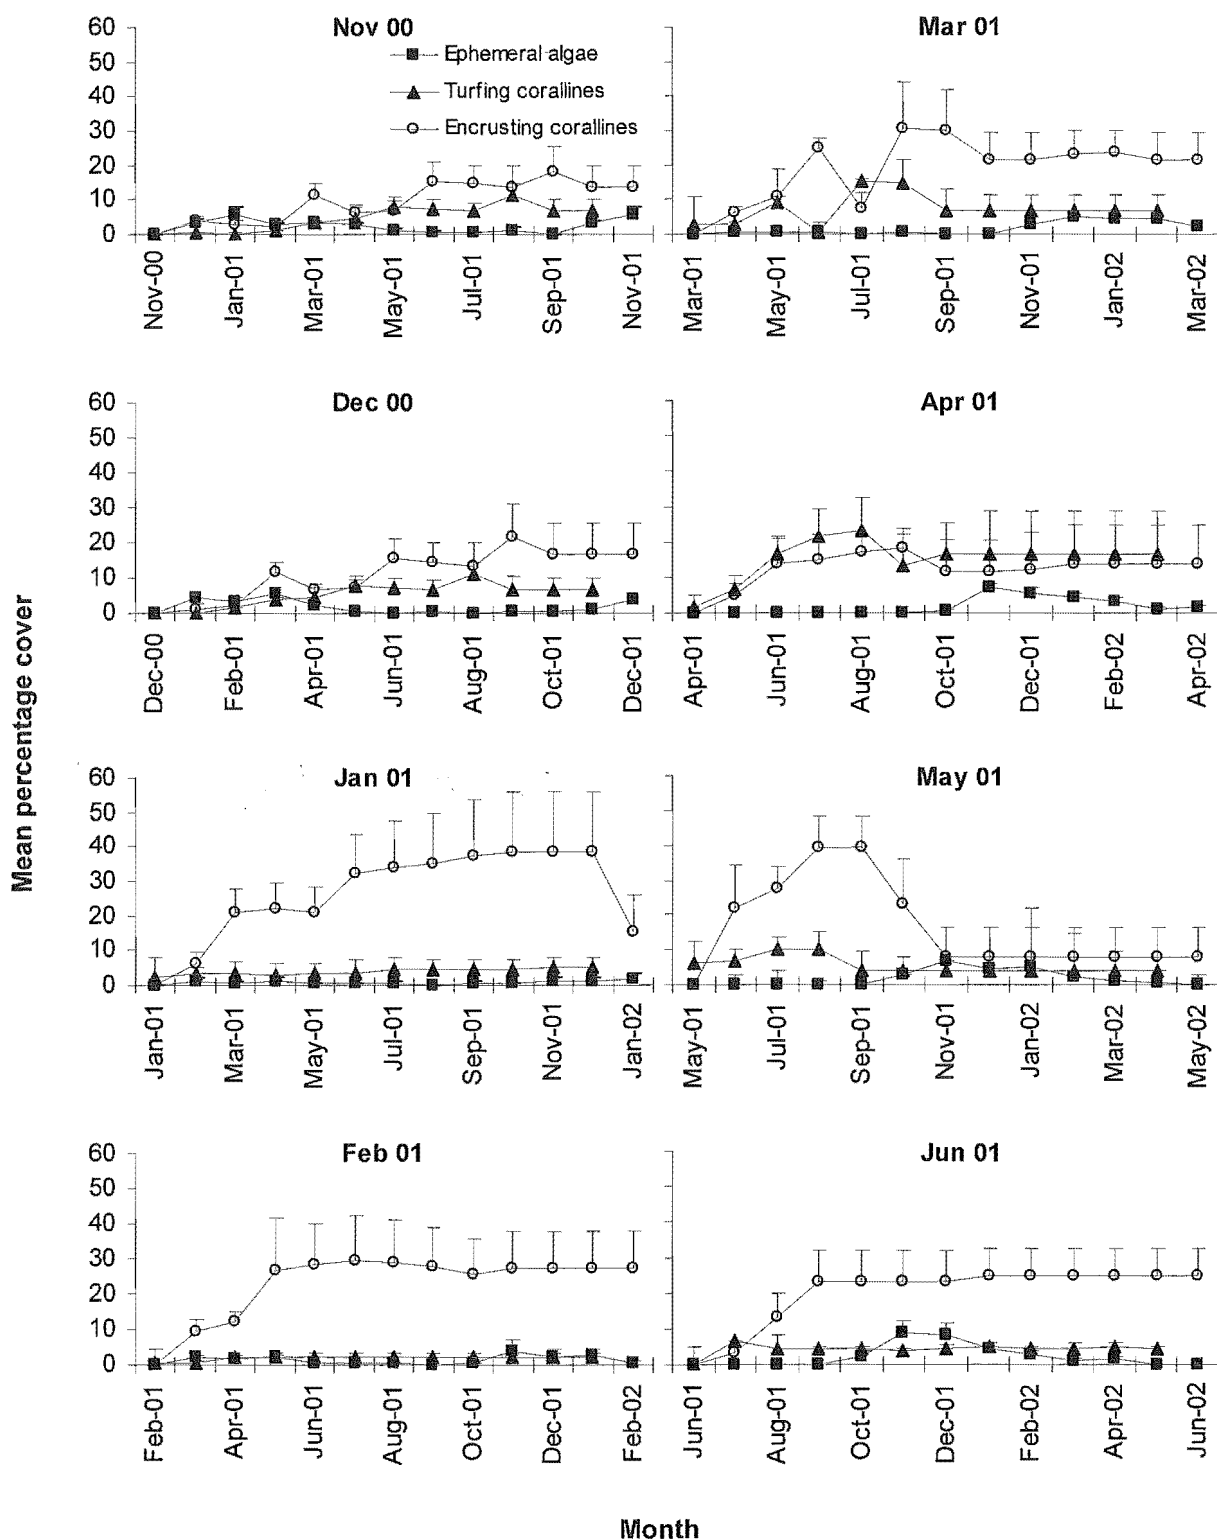 Mean percentage cover
Nov 00
Ephemeral algae
Turfing corallines
Encrusting corallines
60
50
40
30
20
10
0
Nov-00
Jan-01
Mar-01
May-01
Jul-01
Sep-01
Nov-01
Mar 01
Mar-01
May-01
Jul-01
Sep-01
Nov-01
Jan-02
Mar-02
Dec 00
60
50
40
30
20
10
0
Dec-00
Feb-01
Apr-01
Jun-01
Aug-01
Oct-01
Dec-01
Apr 01
Apr-01
Jun-01
Aug-01
Oct-01
Dec-01
Feb-02
Apr-02
Jan 01
60
50
40
30
20
10
0
Jan-01
Mar-01
May-01
Jul-01
Sep-01
Nov-01
Jan-02
May 01
May-01
Jul-01
Sep-01
Nov-01
Jan-02
Mar-02
May-02
Feb 01
60
50
40
30
20
10
0
Feb-01
Apr-01
Jun-01
Aug-01
Oct-01
Dec-01
Feb-02
Jun 01
Jun-01
Aug-01
Oct-01
Dec-01
Feb-02
Apr-02
Jun-02
Month